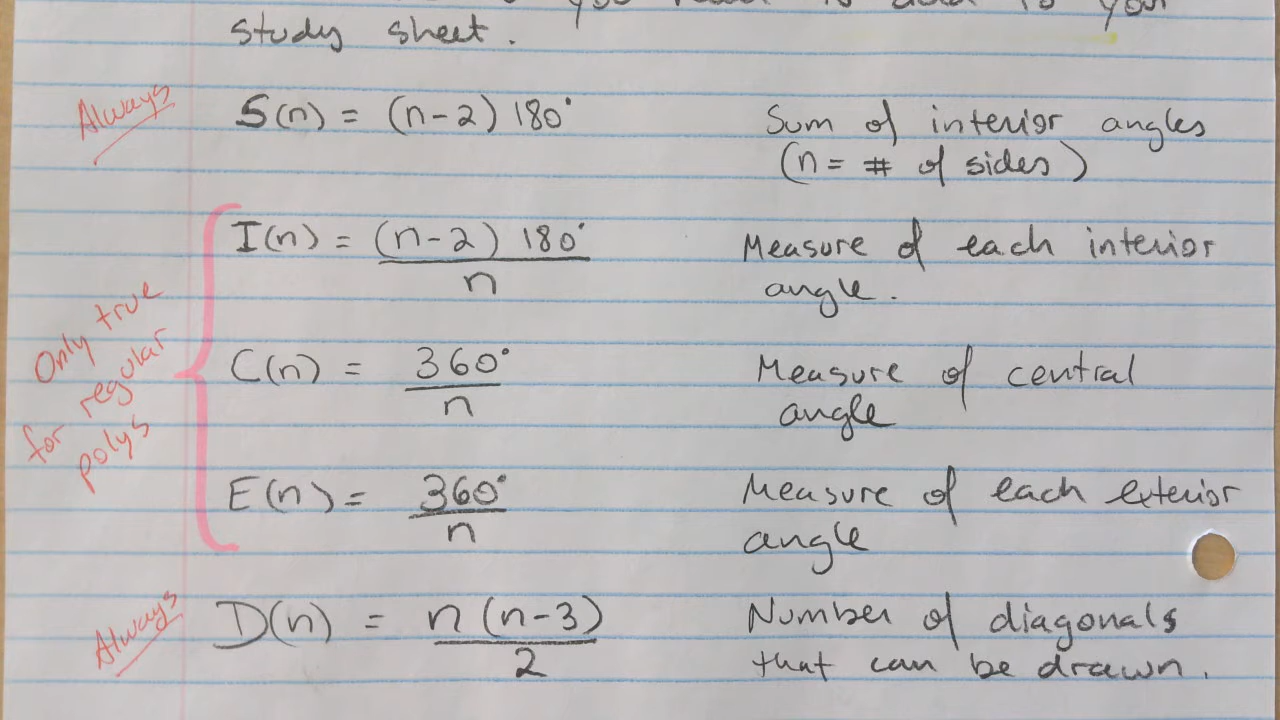 to your
study sheet.
Always
S(n) = (n-2) 180° Sum of interior angles
(n = # of sides)
I(n) = (n-2) 180° Measure of each interior
n angle.
Only true
for regular
polys
C(n) = 360° Measure of central
n angle
E(n) = 360° Measure of each exterior
n angle
Always
D(n) = n (n-3) Number of diagonals
2 that can be drawn.